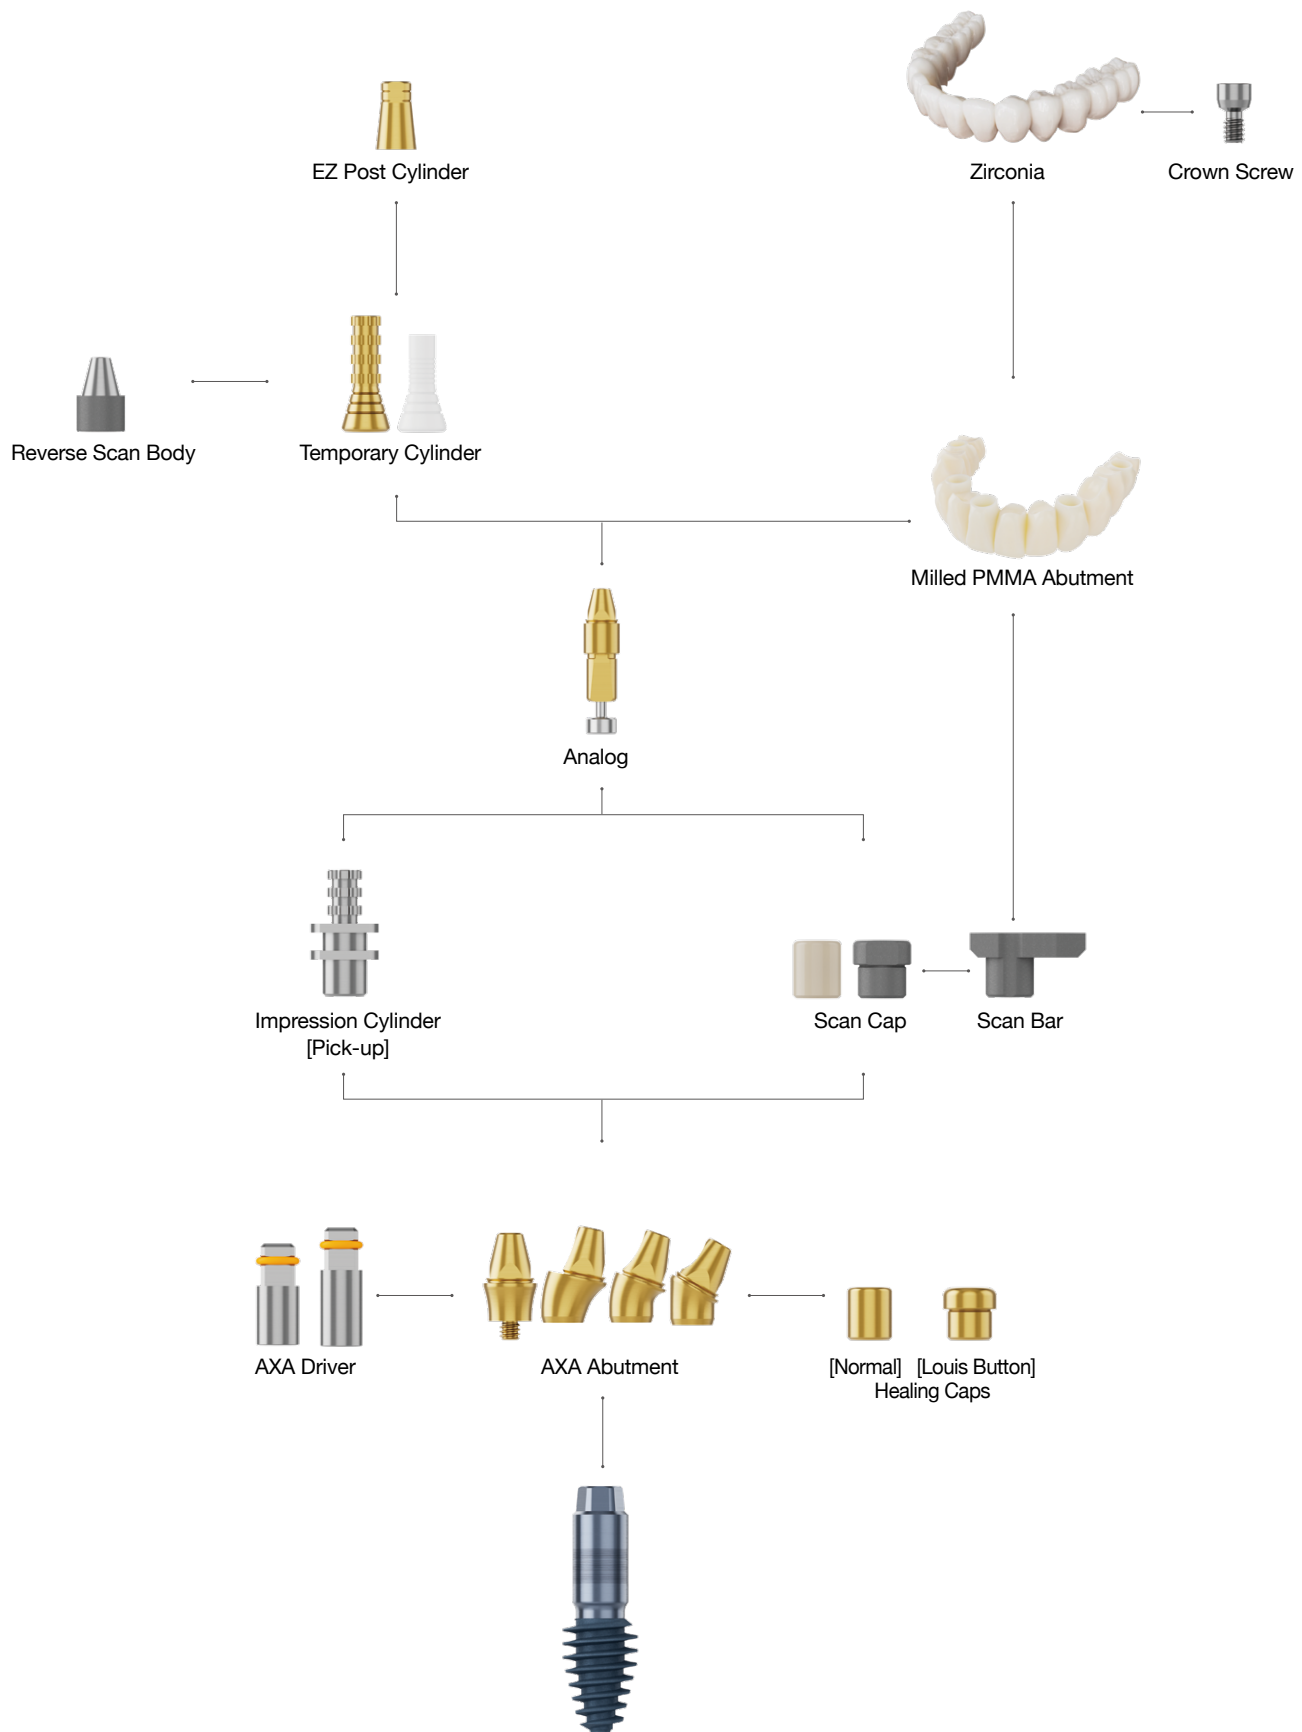 EZ Post Cylinder
Zirconia
Crown Screw
Reverse Scan Body
Temporary Cylinder
Milled PMMA Abutment
Analog
Impression Cylinder
[Pick-up]
Scan Cap
Scan Bar
AXA Driver
AXA Abutment
[Normal] [Louis Button]
Healing Caps